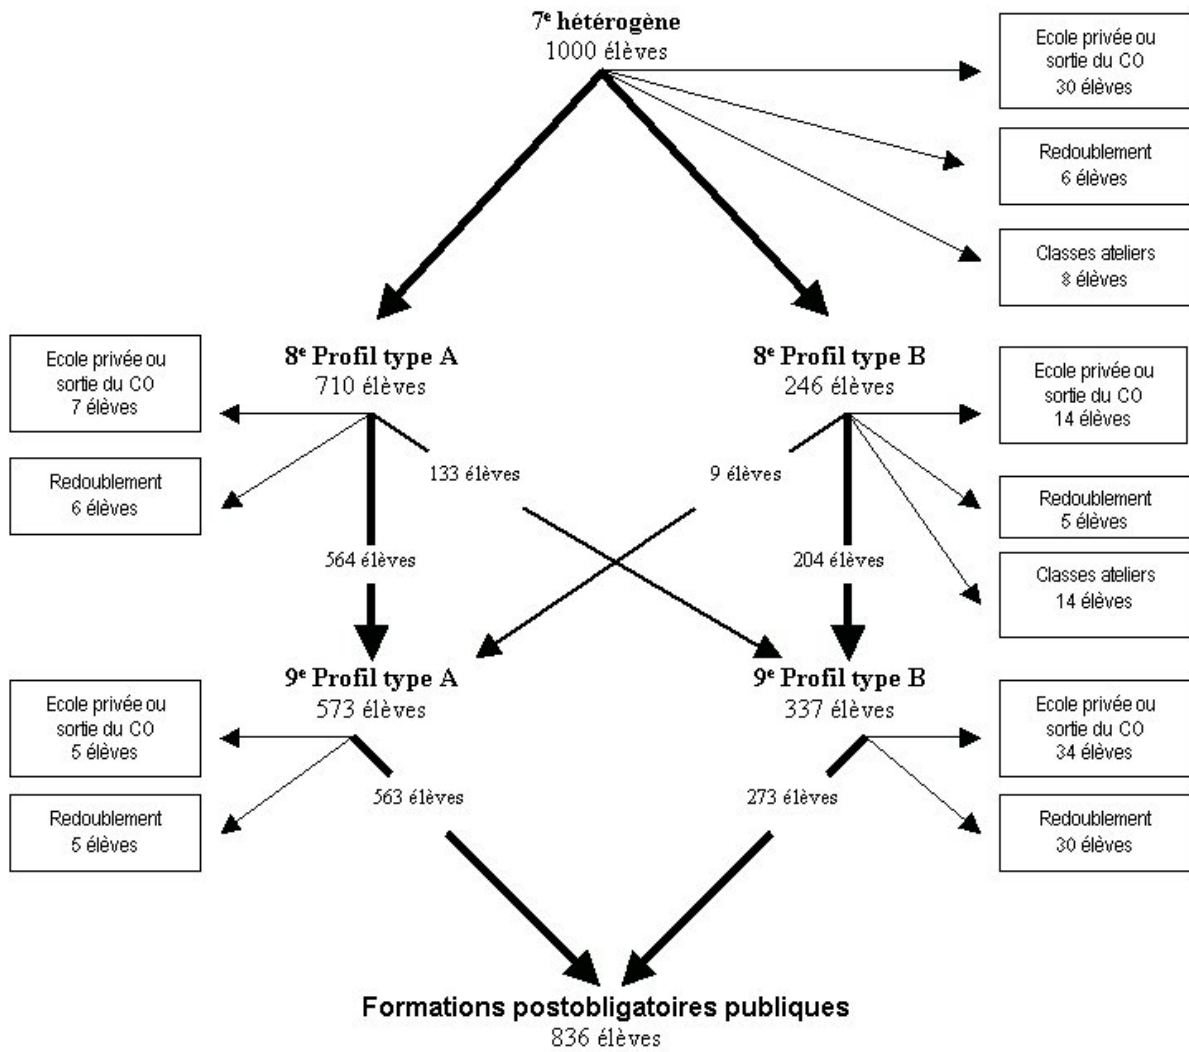 7e hétérogène
1000 élèves
Ecole privée ou
sortie du CO
30 élèves
Redoublement
6 élèves
Classes ateliers
8 élèves
8e Profil type A
710 élèves
8e Profil type B
246 élèves
Ecole privée ou
sortie du CO
7 élèves
Redoublement
6 élèves
Ecole privée ou
sortie du CO
14 élèves
Redoublement
5 élèves
Classes ateliers
14 élèves
133 élèves
9 élèves
564 élèves
204 élèves
9e Profil type A
573 élèves
9e Profil type B
337 élèves
Ecole privée ou
sortie du CO
5 élèves
Redoublement
5 élèves
Ecole privée ou
sortie du CO
34 élèves
Redoublement
30 élèves
563 élèves
273 élèves
Formations postobligatoires publiques
836 élèves